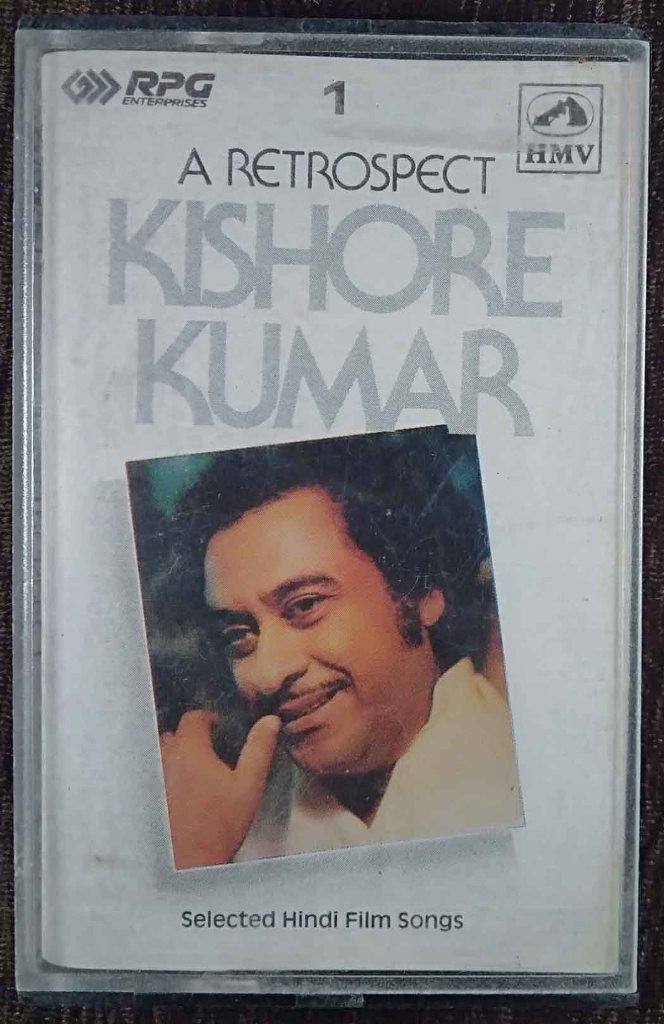 RPG
ENTERPRISES
1
HMV
A RETROSPECT
KISHORE
KUMAR
Selected Hindi Film Songs